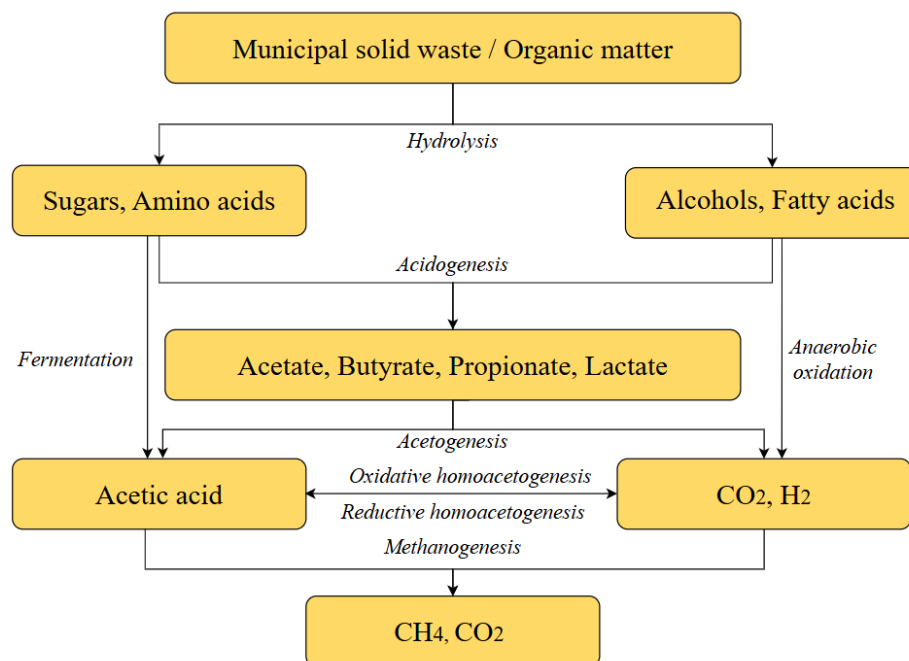 Municipal solid waste / Organic matter
Hydrolysis
Sugars, Amino acids
Alcohols, Fatty acids
Acidogenesis
Fermentation
Anaerobic
oxidation
Acetate, Butyrate, Propionate, Lactate
Acetogenesis
Acetic acid
Oxidative homoacetogenesis
Reductive homoacetogenesis
CO2, H2
Methanogenesis
CH4, CO2